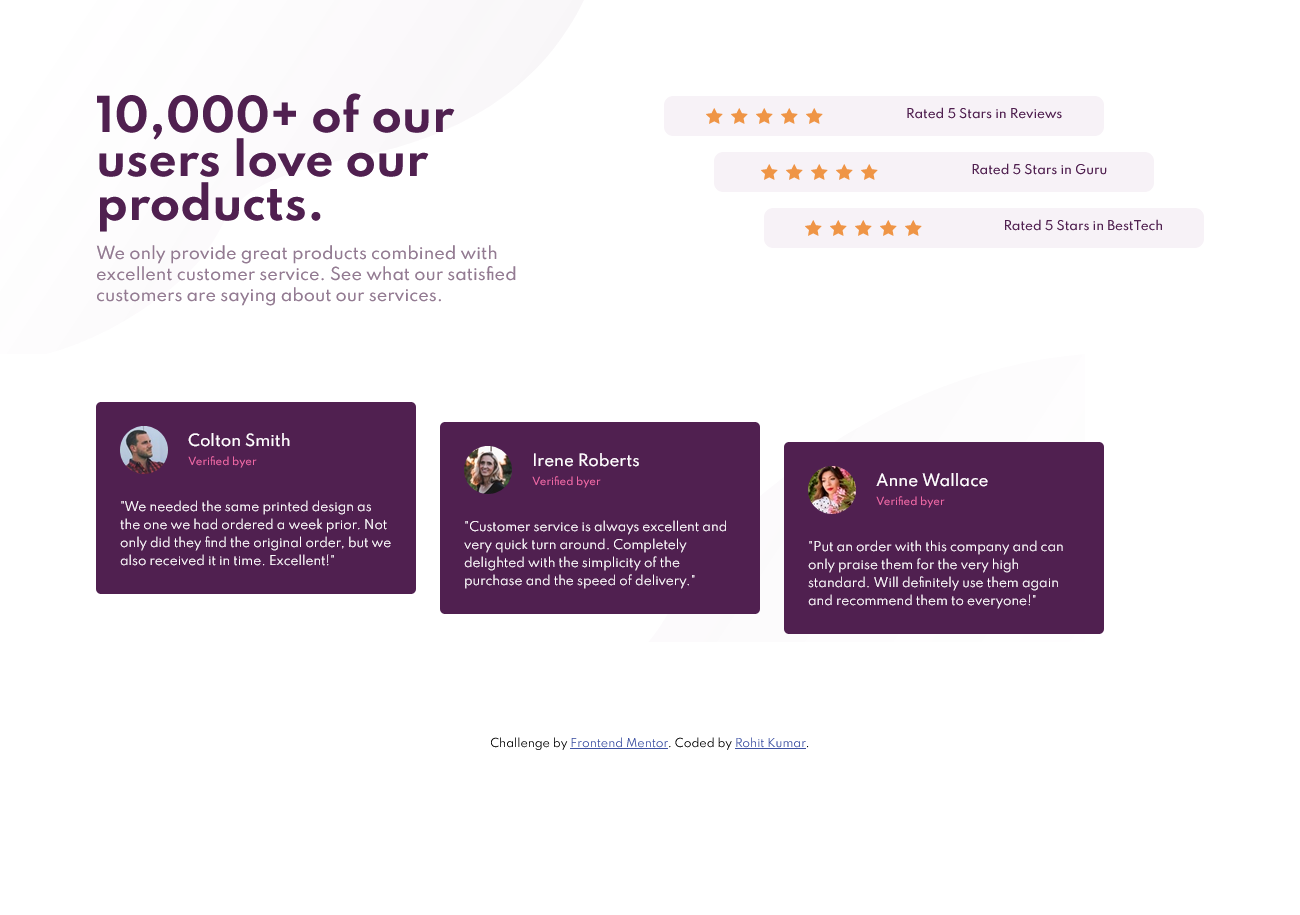 10,000+ of our
users love our
products.
We only provide great products combined with
excellent customer service. See what our satisfied
customers are saying about our services.
Rated 5 Stars in Reviews
Rated 5 Stars in Guru
Rated 5 Stars in BestTech
Colton Smith
Verified byer
"We needed the same printed design as
the one we had ordered a week prior. Not
only did they find the original order, but we
also received it in time. Excellent!"
Irene Roberts
Verified byer
"Customer service is always excellent and
very quick turn around. Completely
delighted with the simplicity of the
purchase and the speed of delivery."
Anne Wallace
Verified byer
"Put an order with this company and can
only praise them for the very high
standard. Will definitely use them again
and recommend them to everyone!"
Challenge by Frontend Mentor. Coded by Rohit Kumar.